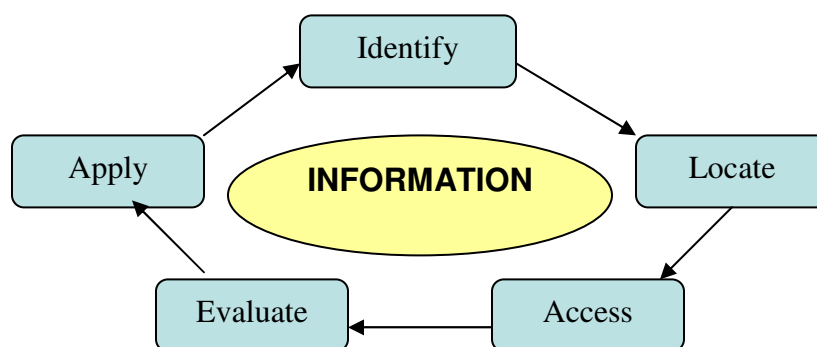 Identify
Apply
INFORMATION
Locate
Evaluate
Access